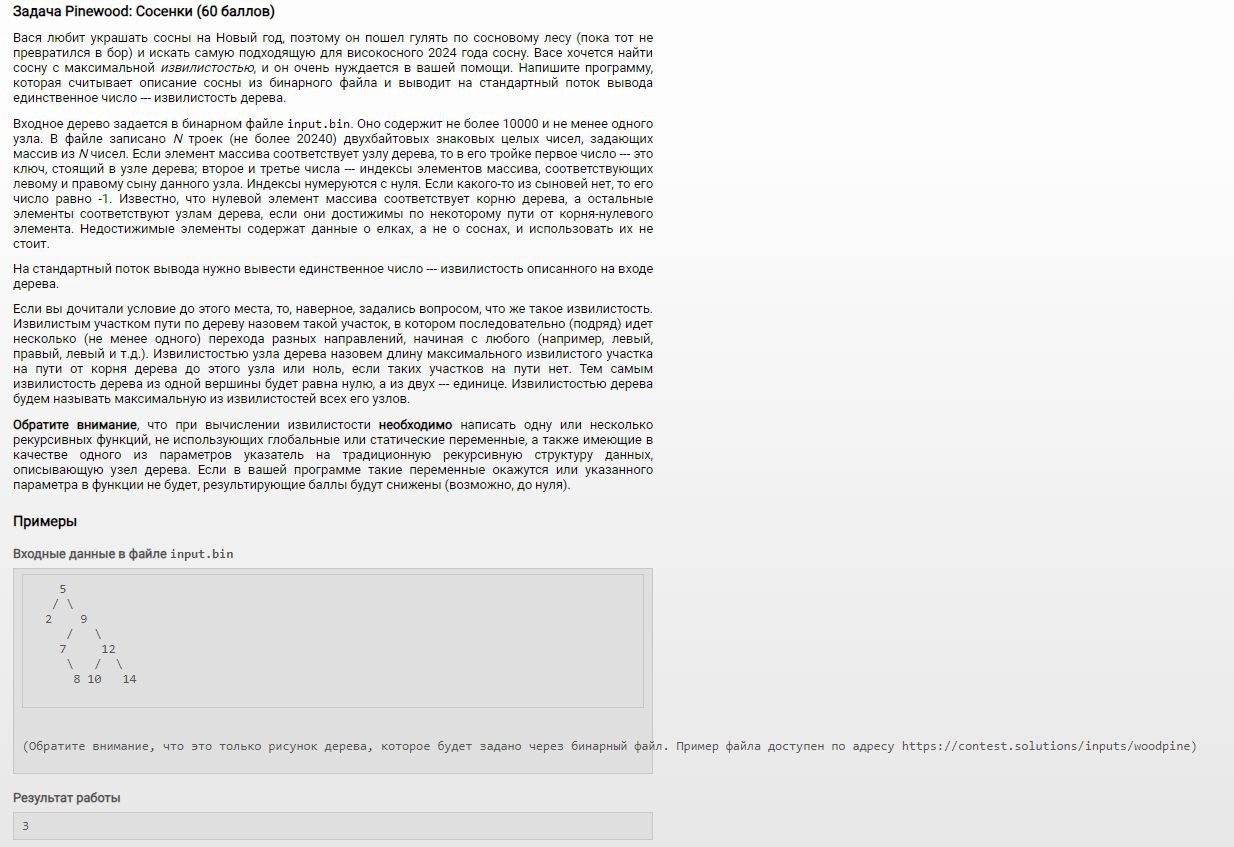 Задача Pinewood: Сосенки (60 баллов)
Вася любит украшать сосны на Новый год, поэтому он пошел гулять по сосновому лесу (пока тот не
превратился в бор) и искать самую подходящую для високосного 2024 года сосну. Васе хочется найти
сосну с максимальной извилистостью, и он очень нуждается в вашей помощи. Напишите программу,
которая считывает описание сосны из бинарного файла и выводит на стандартный поток вывода
единственное число --- извилистость дерева.
Входное дерево задается в бинарном файле input.bin. Оно содержит не более 10000 и не менее одного
узла. В файле записано N троек (не более 20240) двухбайтовых знаковых целых чисел, задающих
массив из N чисел. Если элемент массива соответствует узлу дерева, то в его тройке первое число --- это
ключ, стоящий в узле дерева; второе и третье числа --- индексы элементов массива, соответствующих
левому и правому сыну данного узла. Индексы нумеруются с нуля. Если какого-то из сыновей нет, то его
число равно -1. Известно, что нулевой элемент массива соответствует корню дерева, а остальные
элементы соответствуют узлам дерева, если они достижимы по некоторому пути от корня-нулевого
элемента. Недостижимые элементы содержат данные о елках, а не о соснах, и использовать их не
стоит.
На стандартный поток вывода нужно вывести единственное число --- извилистость описанного на входе
дерева.
Если вы дочитали условие до этого места, то, наверное, задались вопросом, что же такое извилистость.
Извилистым участком пути по дереву назовем такой участок, в котором последовательно (подряд) идет
несколько (не менее одного) перехода разных направлений, начиная с любого (например, левый,
правый, левый и т.д.). Извилистостью узла дерева назовем длину максимального извилистого участка
на пути от корня дерева до этого узла или ноль, если таких участков на пути нет. Тем самым
извилистость дерева из одной вершины будет равна нулю, а из двух --- единице. Извилистостью дерева
будем называть максимальную из извилистостей всех его узлов.
Обратите внимание, что при вычислении извилистости необходимо написать одну или несколько
рекурсивных функций, не использующих глобальные или статические переменные, а также имеющие в
качестве одного из параметров указатель на традиционную рекурсивную структуру данных,
описывающую узел дерева. Если в вашей программе такие переменные окажутся или указанного
параметра в функции не будет, результирующие баллы будут снижены (возможно, до нуля).
Примеры
Входные данные в файле input.bin
5
/ \
2 9
/ \
7 12
\ / \
8 10 14
(Обратите внимание, что это только рисунок дерева, которое будет задано через бинарный файл. Пример файла доступен по адресу https://contest.solutions/inputs/woodpine)
Результат работы
3